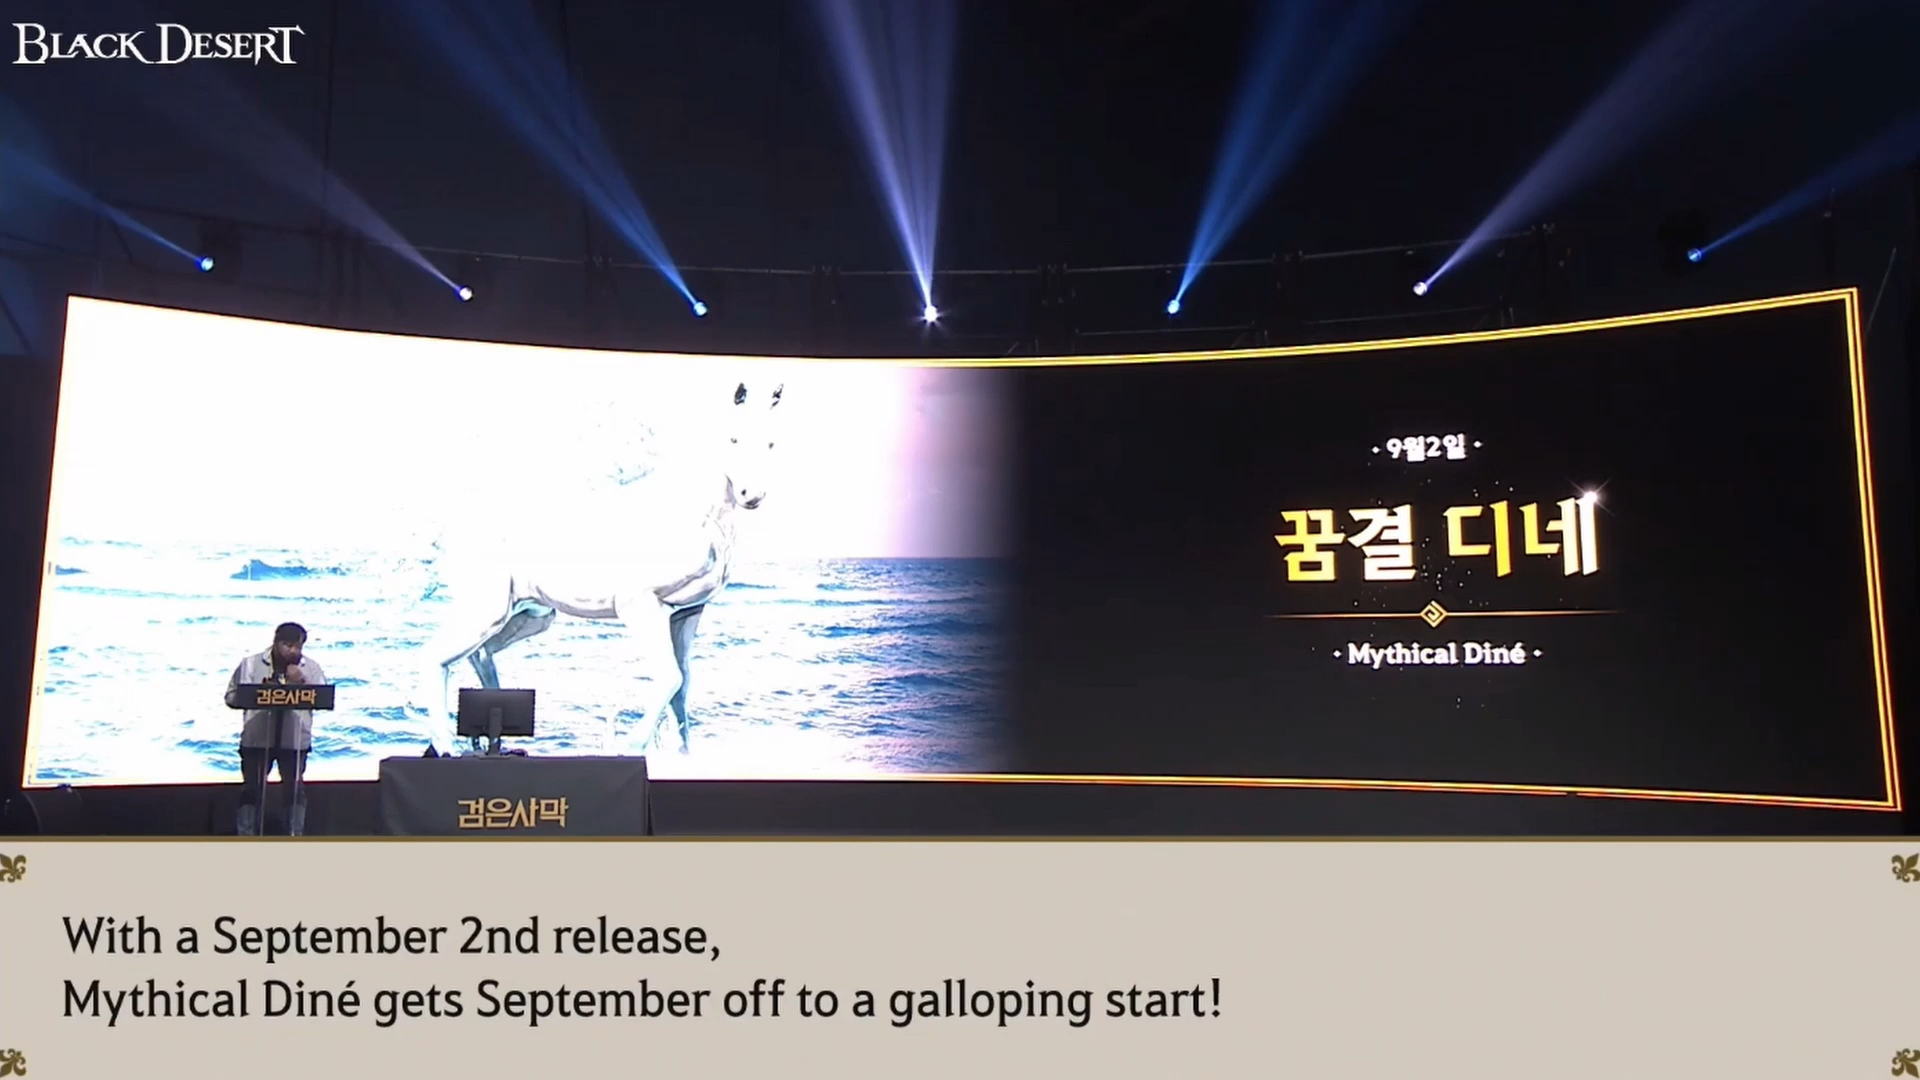 BLACK DESERT
9월2일
꿈결 디네
Mythical Diné
검은사막
검은사막
With a September 2nd release,
Mythical Diné gets September off to a galloping start!